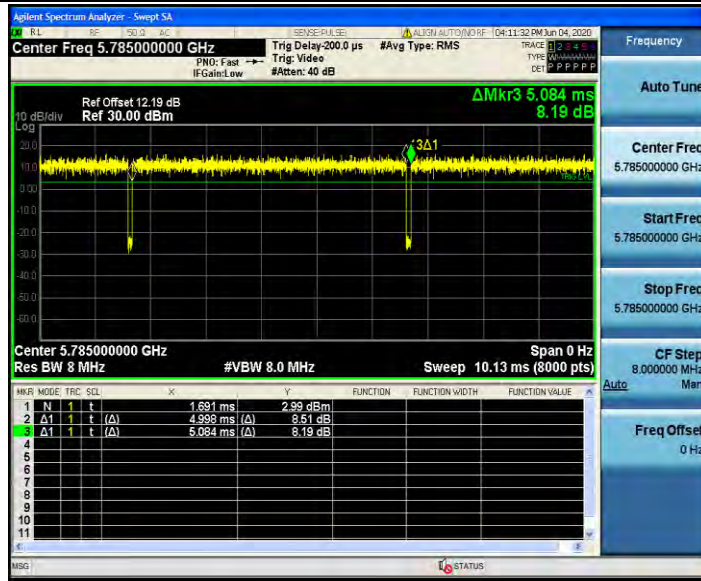 Agilent Spectrum Analyzer - Swept SA
RL RF 50 Ω AC SENSE:PULSE ALIGN AUTO/NO RF 04:11:32 PM Jun 04, 2020
Center Freq 5.785000000 GHz
PNO: Fast
IFGain:Low
Trig Delay-200.0 µs
Trig: Video
#Atten: 40 dB
#Avg Type: RMS
TRACE 1 2 3 4 5 6
TYPE
DET P P P P P P
Frequency
Auto Tune
Center Freq
5.785000000 GHz
Start Freq
5.785000000 GHz
Stop Freq
5.785000000 GHz
CF Step
8.000000 MHz
Auto Man
Freq Offset
0 Hz
ΔMkr3 5.084 ms
8.19 dB
Ref Offset 12.19 dB
10 dB/div Ref 30.00 dBm
Log
20.0
10.0
0.00
-10.0
-20.0
-30.0
-40.0
-50.0
-60.0
3Δ1
TRIG LVL
Center 5.785000000 GHz Span 0 Hz
Res BW 8 MHz #VBW 8.0 MHz Sweep 10.13 ms (8000 pts)
MKR MODE TRC SCL X Y FUNCTION FUNCTION WIDTH FUNCTION VALUE
1 N 1 t 1.691 ms 2.99 dBm
2 Δ1 1 t (Δ) 4.998 ms (Δ) 8.51 dB
3 Δ1 1 t (Δ) 5.084 ms (Δ) 8.19 dB
4
5
6
7
8
9
10
11
MSG STATUS